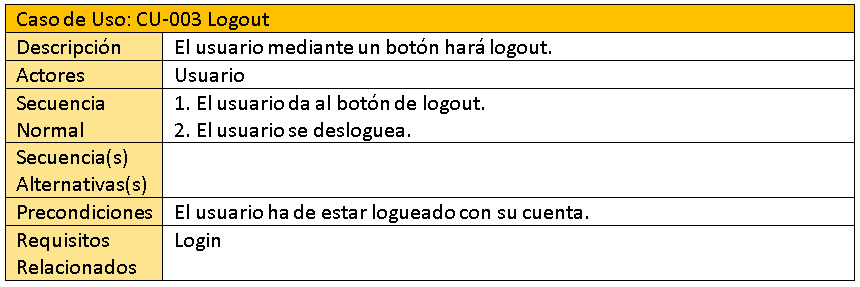 Caso de Uso: CU-003 Logout
Descripción El usuario mediante un botón hará logout.
Actores Usuario
Secuencia 1. El usuario da al botón de logout.
Normal 2. El usuario se desloguea.
Secuencia(s)
Alternativas(s)
Precondiciones El usuario ha de estar logueado con su cuenta.
Requisitos Login
Relacionados